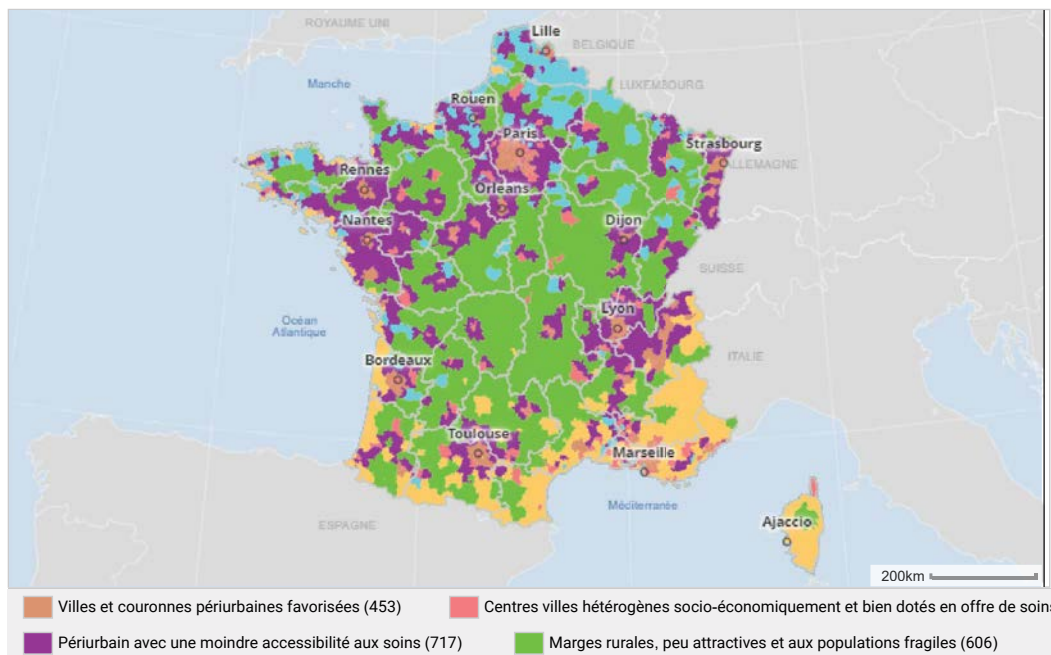 ROYAUME UNI
Lille
BELGIQUE
Manche
LUXEMBOURG
Rouen
Paris
Strasbourg
ALLEMAGNE
Rennes
Orleans
Nantes
Dijon
SUISSE
Lyon
Océan
Atlantique
ITALIE
Bordeaux
Toulouse
Marseille
Méditerranée
ESPAGNE
Ajaccio
200km
Villes et couronnes périurbaines favorisées (453)
Centres villes hétérogènes socio-économiquement et bien dotés en offre de soins
Périurbain avec une moindre accessibilité aux soins (717)
Marges rurales, peu attractives et aux populations fragiles (606)